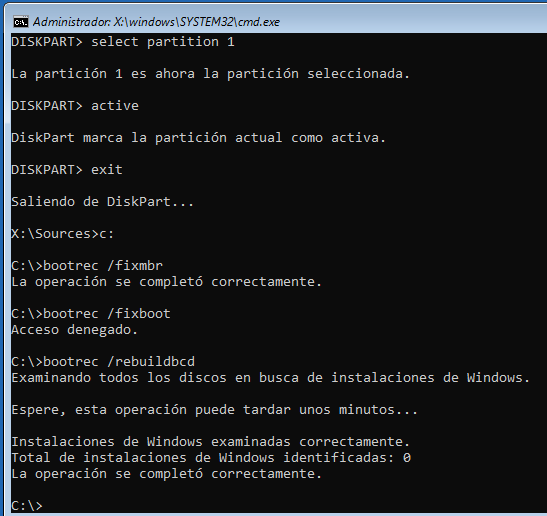 Administrador: X:\windows\SYSTEM32\cmd.exe
DISKPART> select partition 1
La partición 1 es ahora la partición seleccionada.
DISKPART> active
DiskPart marca la partición actual como activa.
DISKPART> exit
Saliendo de DiskPart...
X:\Sources>c:
C:\>bootrec /fixmbr
La operación se completó correctamente.
C:\>bootrec /fixboot
Acceso denegado.
C:\>bootrec /rebuildbcd
Examinando todos los discos en busca de instalaciones de Windows.
Espere, esta operación puede tardar unos minutos...
Instalaciones de Windows examinadas correctamente.
Total de instalaciones de Windows identificadas: 0
La operación se completó correctamente.
C:\>